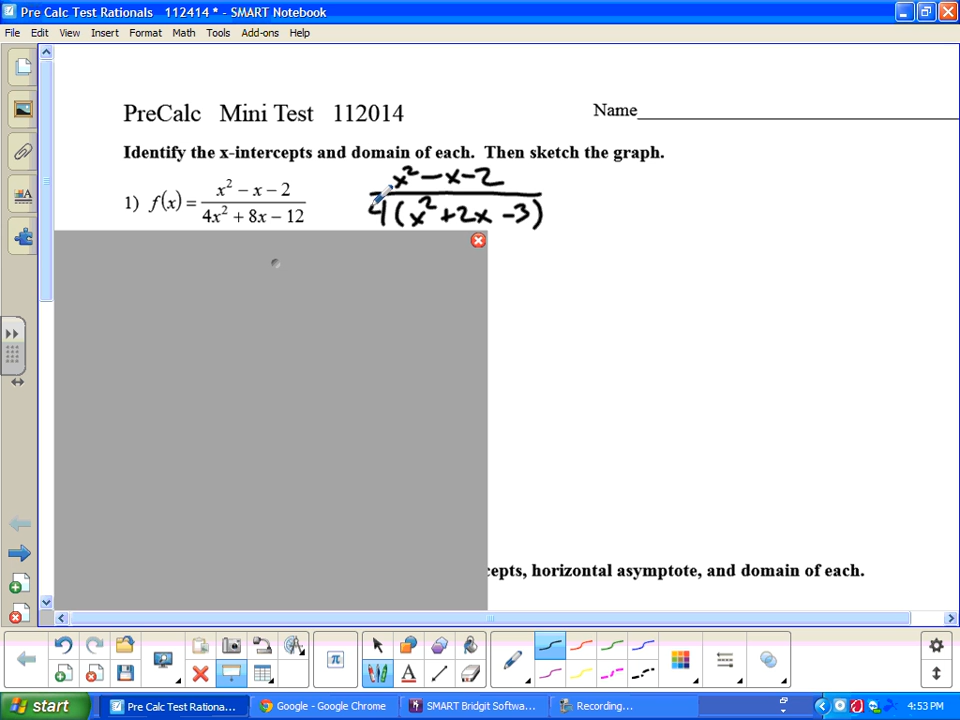 Pre Calc Test Rationals 112414 * - SMART Notebook
File Edit View Insert Format Math Tools Add-ons Help
PreCalc Mini Test 112014 Name
Identify the x-intercepts and domain of each. Then sketch the graph.
1) f(x) = (x² − x − 2)/(4x² + 8x − 12)
x² − x − 2
4(x² + 2x − 3)
cepts, horizontal asymptote, and domain of each.
π
A
start Pre Calc Test Rationa... Google - Google Chrome SMART Bridgit Softwa... Recording... 4:53 PM